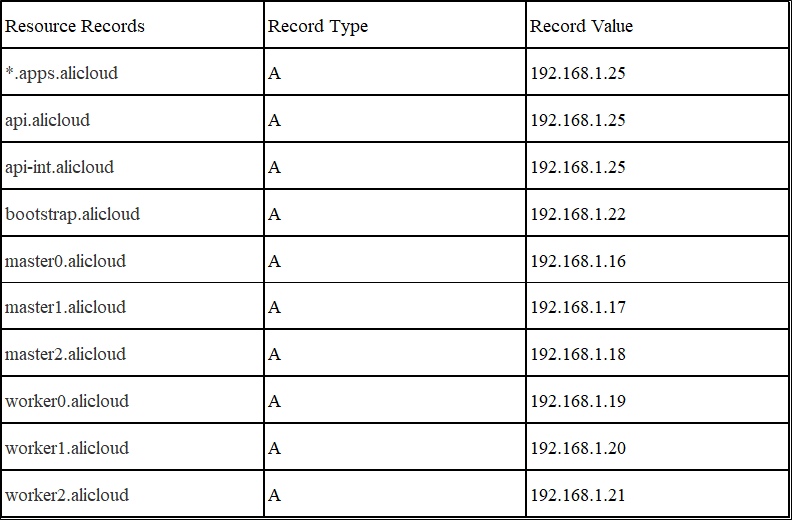 Resource Records Record Type Record Value
*.apps.alicloud A 192.168.1.25
api.alicloud A 192.168.1.25
api-int.alicloud A 192.168.1.25
bootstrap.alicloud A 192.168.1.22
master0.alicloud A 192.168.1.16
master1.alicloud A 192.168.1.17
master2.alicloud A 192.168.1.18
worker0.alicloud A 192.168.1.19
worker1.alicloud A 192.168.1.20
worker2.alicloud A 192.168.1.21